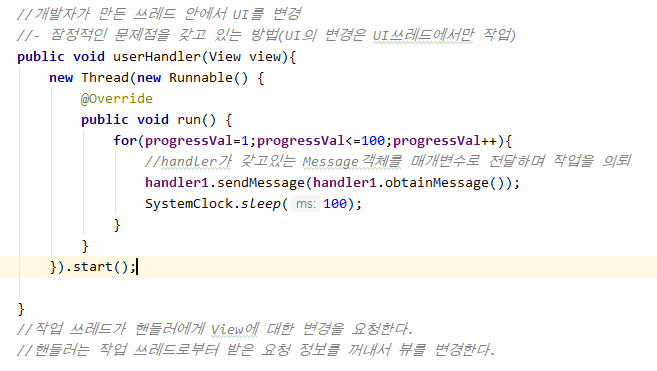 //개발자가 만든 쓰레드 안에서 UI를 변경
//- 잠정적인 문제점을 갖고 있는 방법(UI의 변경은 UI쓰레드에서만 작업)
public void userHandler(View view){
new Thread(new Runnable() {
@Override
public void run() {
for(progressVal=1;progressVal<=100;progressVal++){
//handler가 갖고있는 Message객체를 매개변수로 전달하며 작업을 의뢰
handler1.sendMessage(handler1.obtainMessage());
SystemClock.sleep( ms: 100);
}
}
}).start();
}
//작업 쓰레드가 핸들러에게 View에 대한 변경을 요청한다.
//핸들러는 작업 쓰레드로부터 받은 요청 정보를 꺼내서 뷰를 변경한다.